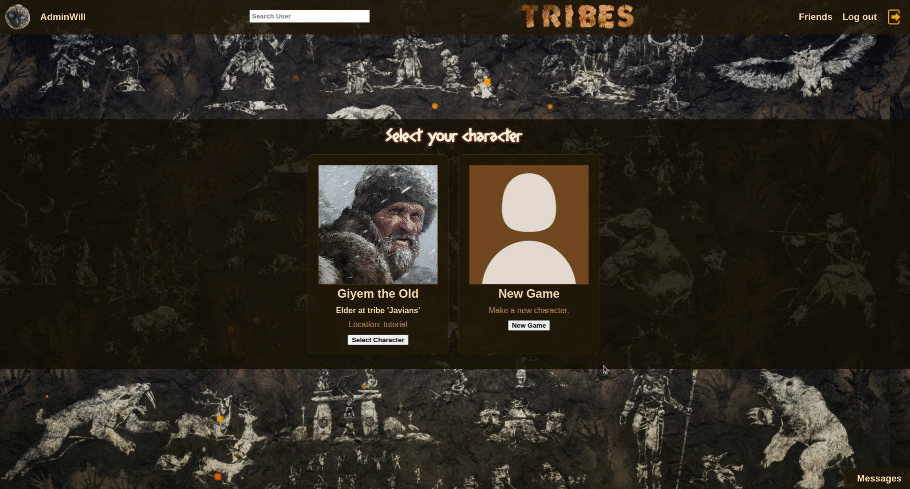 AdminWill
Search User
TRIBES
Friends
Log out
Select your character
Giyem the Old
Elder at tribe 'Javians'
Location: tutorial
Select Character
New Game
Make a new character.
New Game
Messages